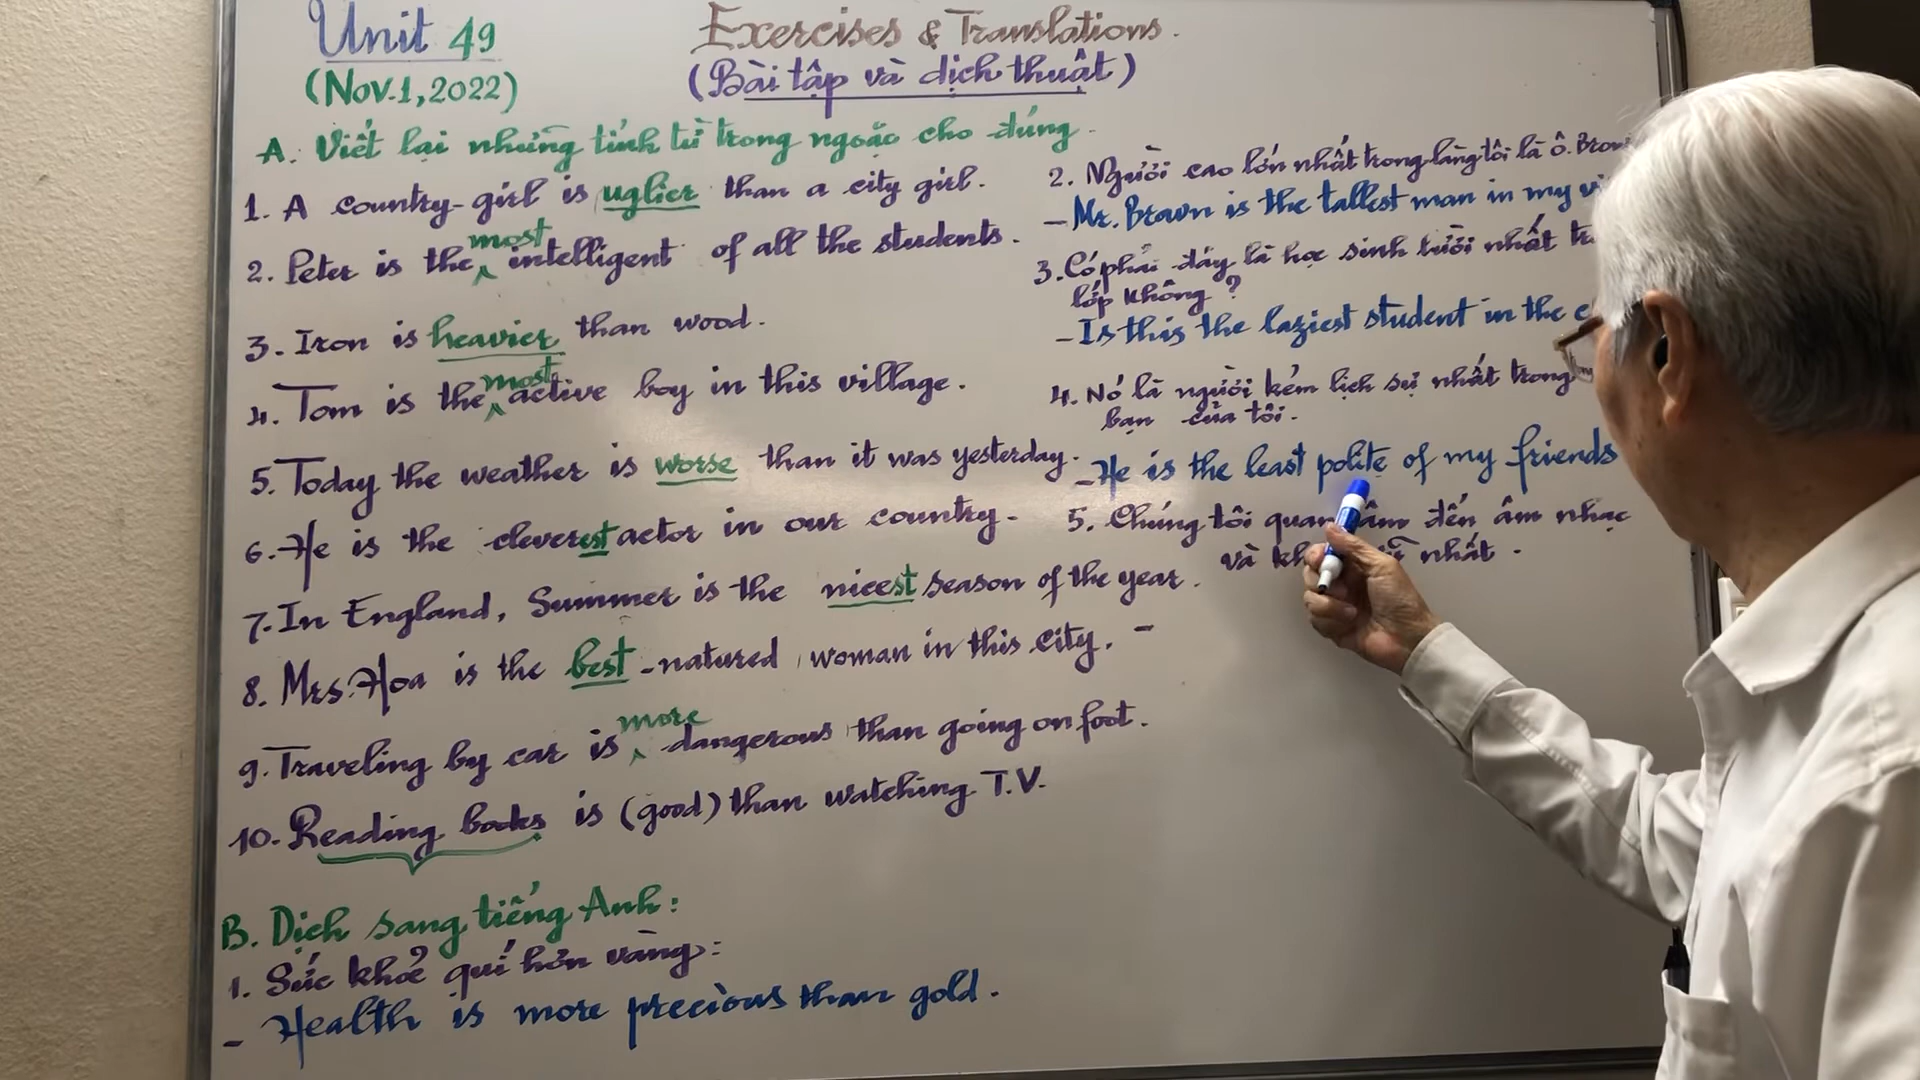 Unit 49
(Nov.1, 2022)
Exercises & Translations.
(Bài tập và dịch thuật)
A. Viết lại những tính từ trong ngoặc cho đúng.
1. A country-girl is uglier than a city girl.
2. Peter is the most intelligent of all the students.
3. Iron is heavier than wood.
4. Tom is the most active boy in this village.
5. Today the weather is worse than it was yesterday.
6. He is the cleverest actor in our country.
7. In England, Summer is the nicest season of the year.
8. Mrs. Hoa is the best-natured woman in this city. -
9. Traveling by car is more dangerous than going on foot.
10. Reading books is (good) than watching T.V.
B. Dịch sang tiếng Anh:
1. Sức khỏe quí hơn vàng:
- Health is more precious than gold.
2. Người cao lớn nhất trong làng tôi là ô. Brown
- Mr. Brown is the tallest man in my
3. Có phải đây là học sinh lười nhất
lớp không?
- Is this the laziest student in the
4. Nó là người kém lịch sự nhất trong
bạn của tôi.
- He is the least polite of my friends
5. Chúng tôi quan tâm đến âm nhạc
và nhất.